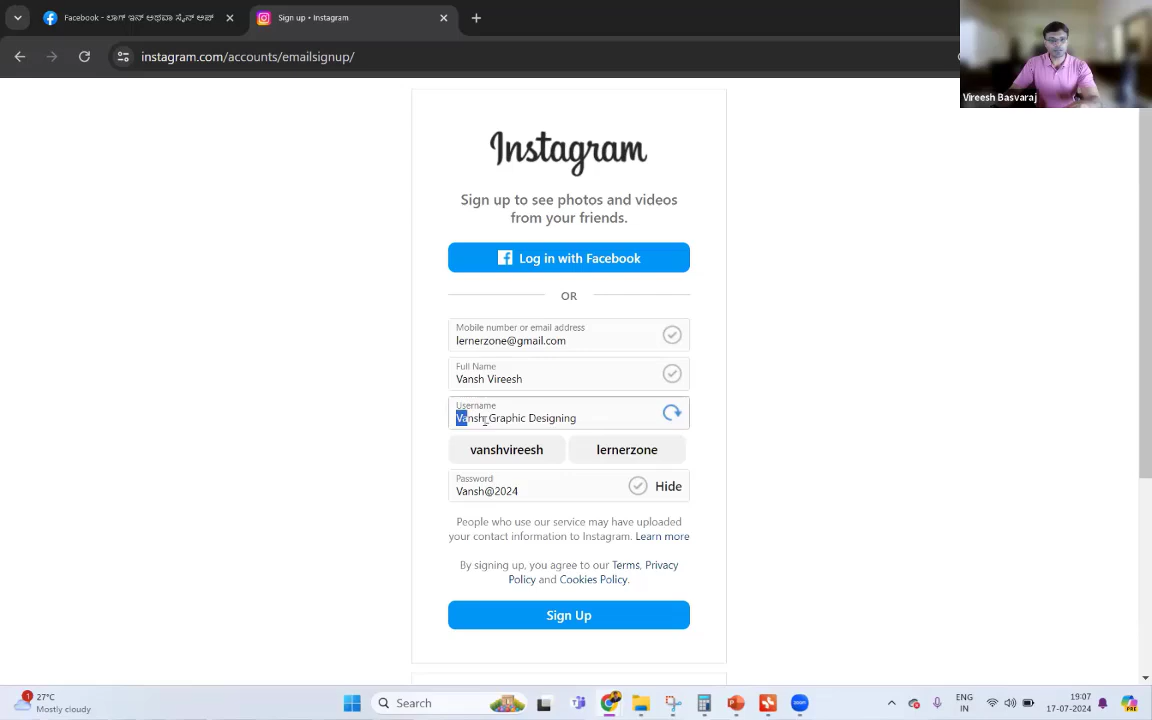 Facebook - ಲಾಗ್ ಇನ್ ಅಥವಾ ಸೈನ್ ಅಪ್
Sign up • Instagram
instagram.com/accounts/emailsignup/
Vireesh Basvaraj
Instagram
Sign up to see photos and videos
from your friends.
Log in with Facebook
OR
Mobile number or email address
lernerzone@gmail.com
Full Name
Vansh Vireesh
Username
Vansh Graphic Designing
vanshvireesh
lernerzone
Password
Vansh@2024
Hide
People who use our service may have uploaded
your contact information to Instagram. Learn more
By signing up, you agree to our Terms, Privacy
Policy and Cookies Policy.
Sign Up
1
27°C
Mostly cloudy
Search
zoom
ENG
IN
19:07
17-07-2024
PRE